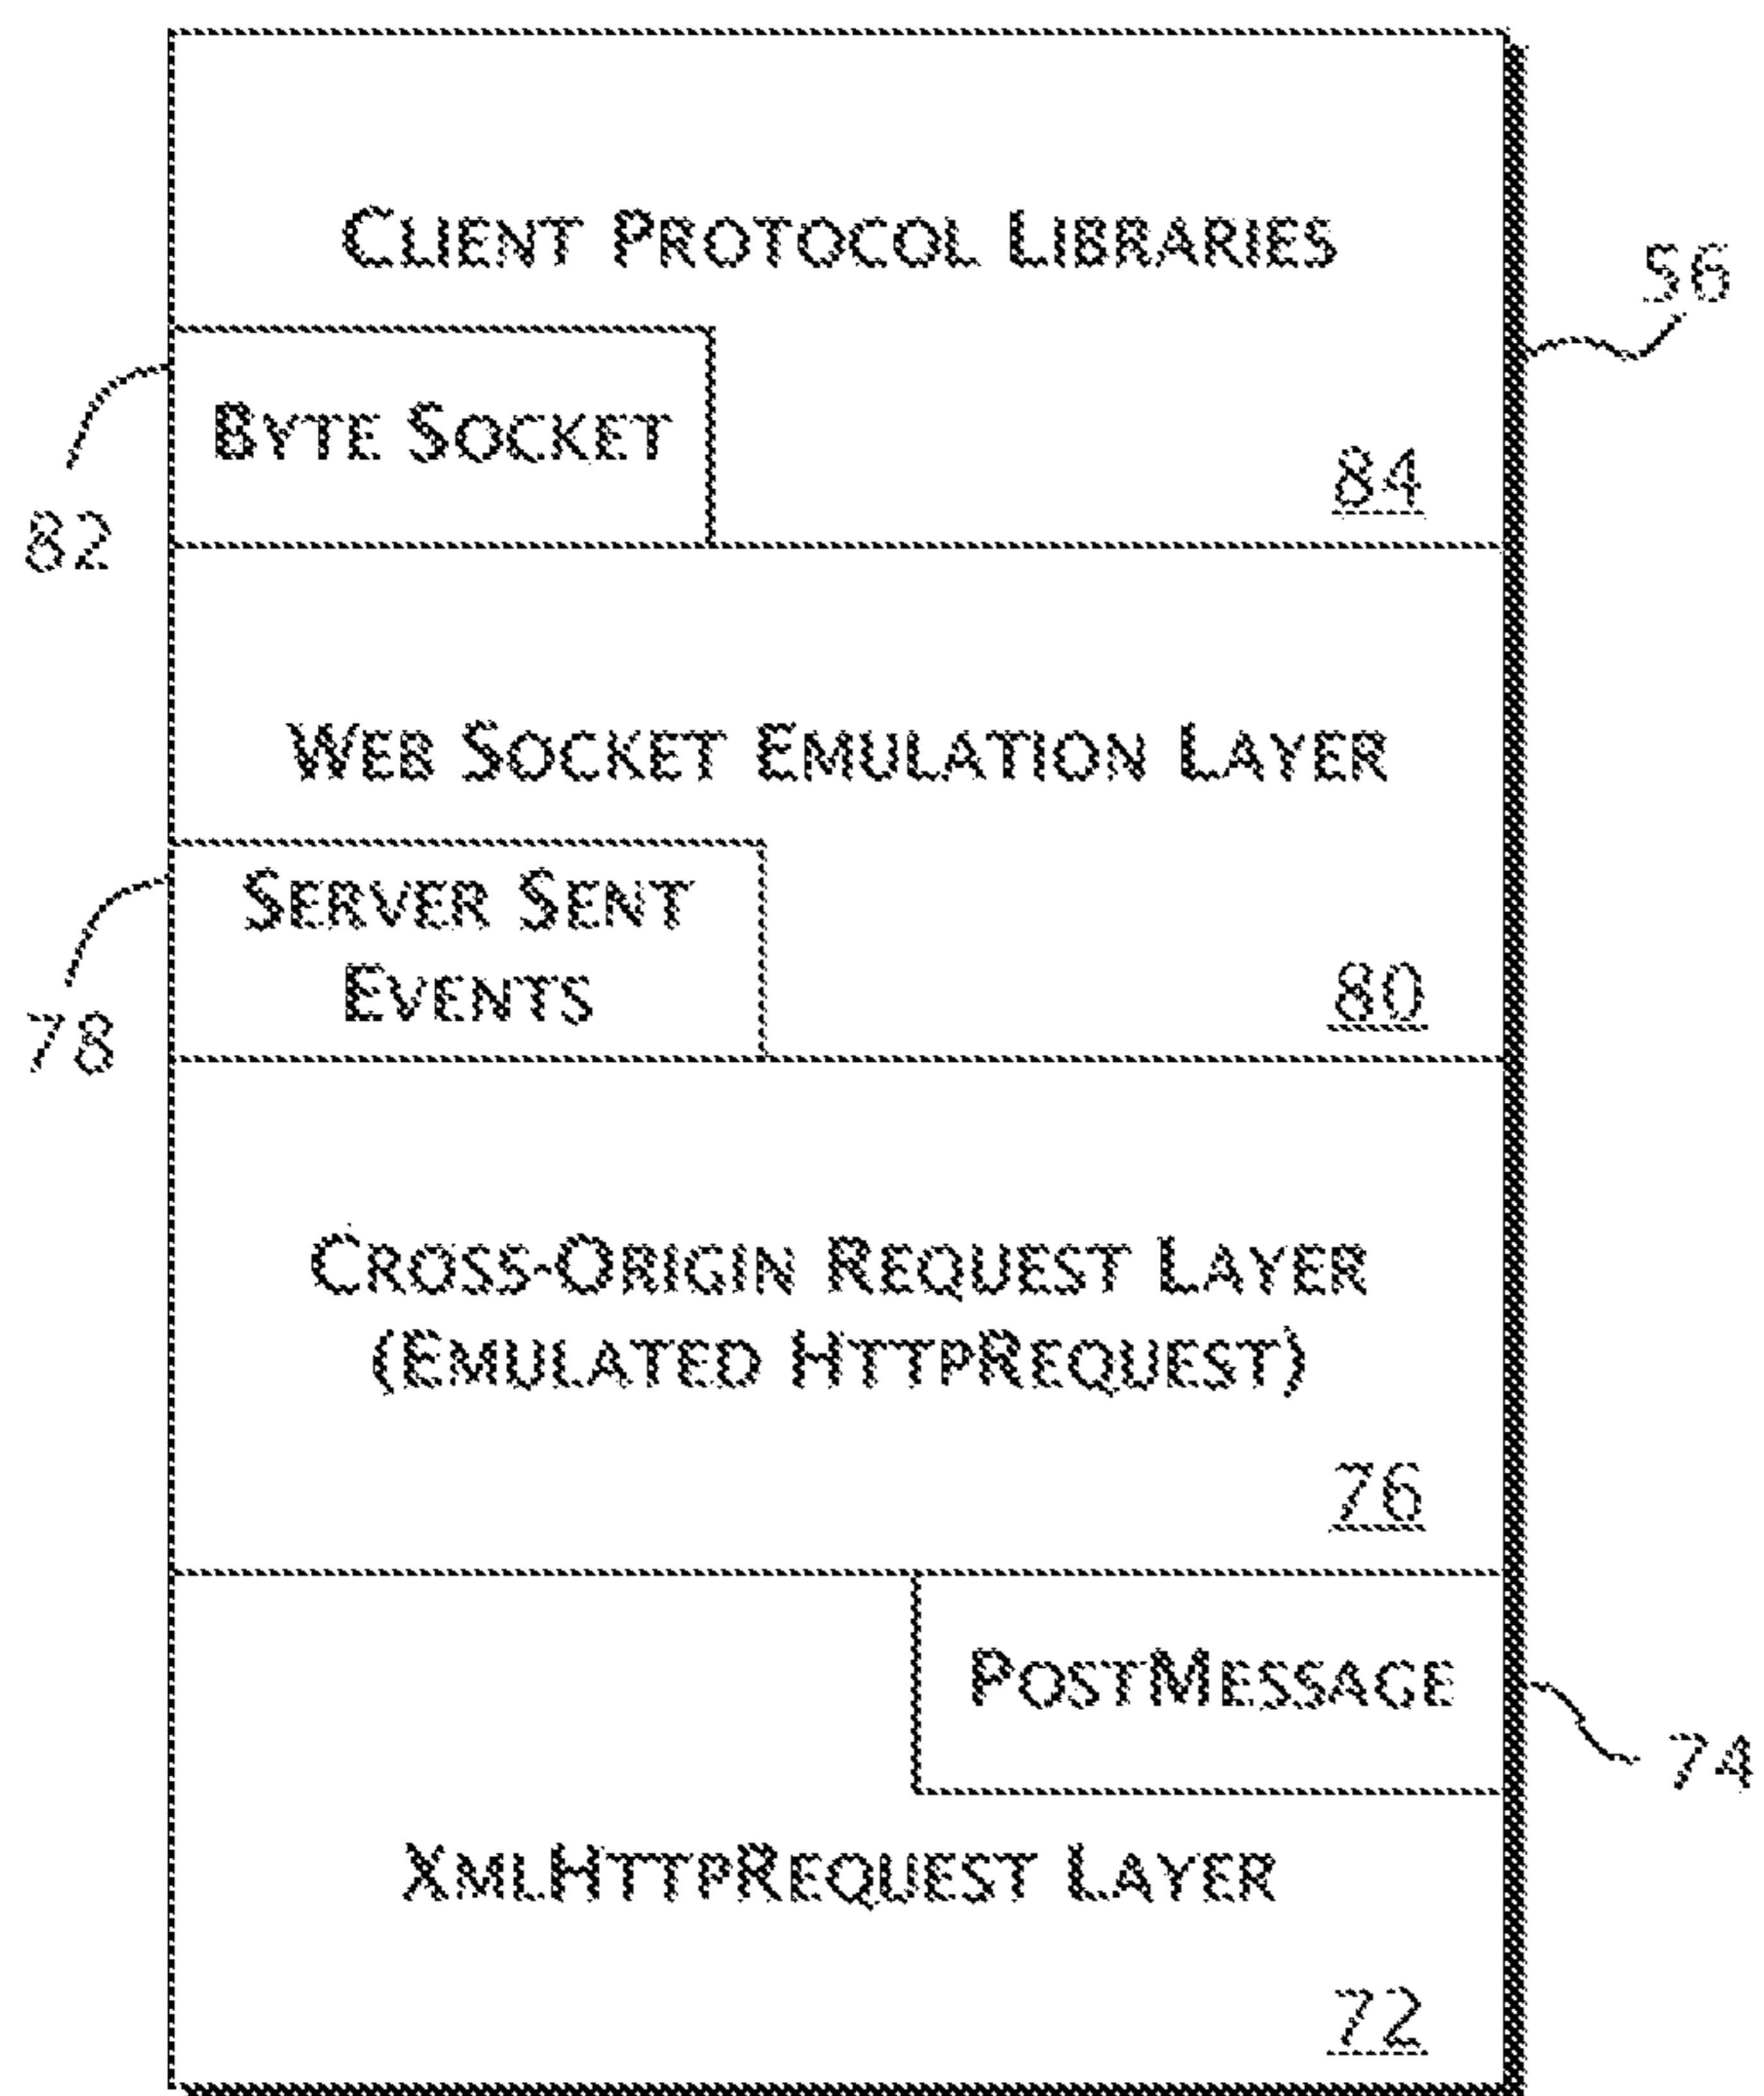 CLIENT PROTOCOL LIBRARIES
56
BYTE SOCKET
84
82
WEB SOCKET EMULATION LAYER
SERVER SENT
EVENTS
80
78
CROSS-ORIGIN REQUEST LAYER
(EMULATED HTTPREQUEST)
76
POSTMESSAGE
74
XMLHTTPREQUEST LAYER
72